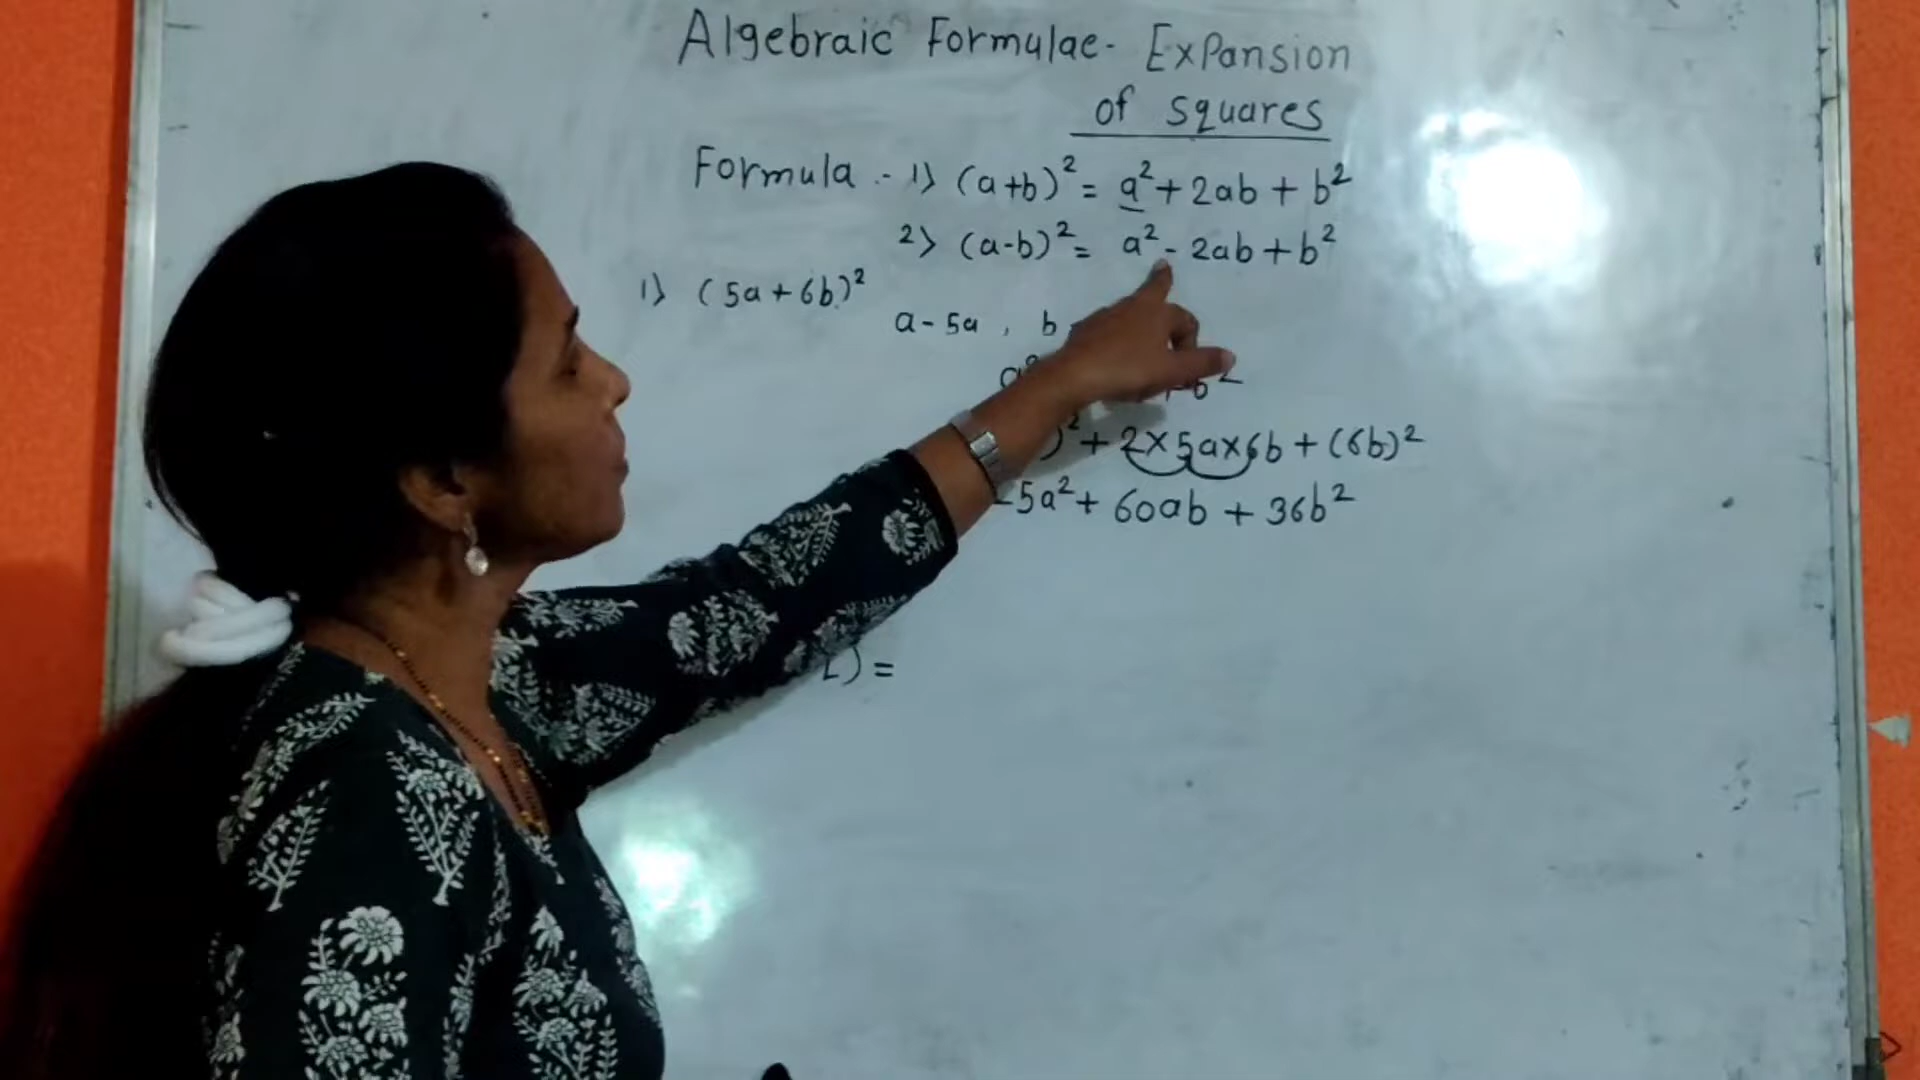 Algebraic Formulae - Expansion
of squares
Formula :- 1) (a+b)² = a² + 2ab + b²
2) (a-b)² = a² - 2ab + b²
1) (5a + 6b)²
a - 5a , b
b²
)² + 2×5a×6b + (6b)²
5a² + 60ab + 36b²
) =